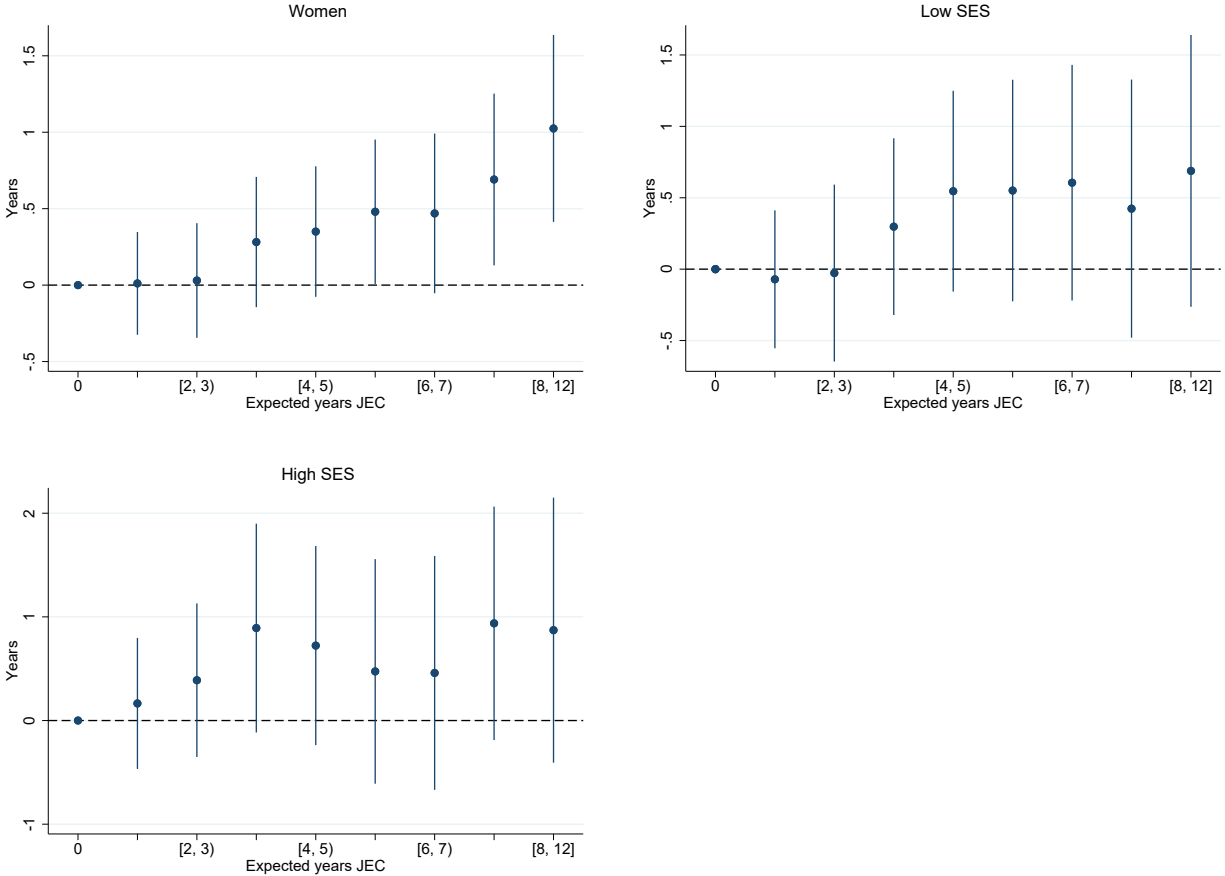 Women
Years
1.5
1
.5
0
-.5
0 [2, 3) [4, 5) [6, 7) [8, 12]
Expected years JEC
Low SES
Years
1.5
1
.5
0
-.5
0 [2, 3) [4, 5) [6, 7) [8, 12]
Expected years JEC
High SES
Years
2
1
0
-1
0 [2, 3) [4, 5) [6, 7) [8, 12]
Expected years JEC